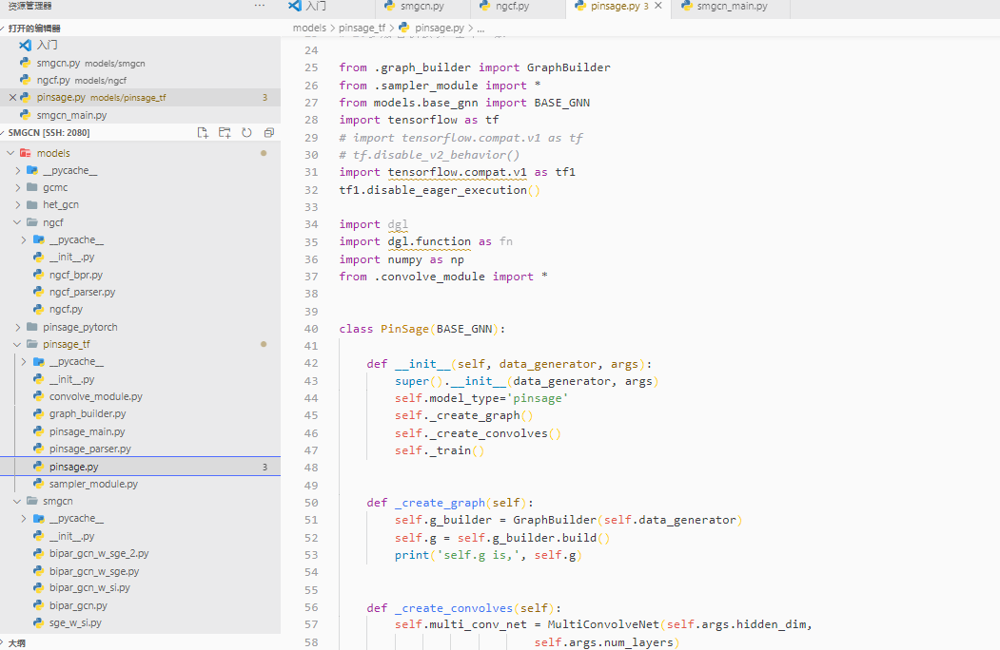 资源管理器
入门
smgcn.py
ngcf.py
pinsage.py 3
smgcn_main.py
打开的编辑器
入门
smgcn.py models/smgcn
ngcf.py models/ngcf
pinsage.py models/pinsage_tf 3
smgcn_main.py
SMGCN [SSH: 2080]
models
__pycache__
gcmc
het_gcn
ngcf
__pycache__
__init__.py
ngcf_bpr.py
ngcf_parser.py
ngcf.py
pinsage_pytorch
pinsage_tf
__pycache__
__init__.py
convolve_module.py
graph_builder.py
pinsage_main.py
pinsage_parser.py
pinsage.py 3
sampler_module.py
smgcn
__pycache__
__init__.py
bipar_gcn_w_sge_2.py
bipar_gcn_w_sge.py
bipar_gcn_w_si.py
bipar_gcn.py
sge_w_si.py
大纲
models > pinsage_tf > pinsage.py > ...
24
25 from .graph_builder import GraphBuilder
26 from .sampler_module import *
27 from models.base_gnn import BASE_GNN
28 import tensorflow as tf
29 # import tensorflow.compat.v1 as tf
30 # tf.disable_v2_behavior()
31 import tensorflow.compat.v1 as tf1
32 tf1.disable_eager_execution()
33
34 import dgl
35 import dgl.function as fn
36 import numpy as np
37 from .convolve_module import *
38
39
40 class PinSage(BASE_GNN):
41
42 def __init__(self, data_generator, args):
43 super().__init__(data_generator, args)
44 self.model_type='pinsage'
45 self._create_graph()
46 self._create_convolves()
47 self._train()
48
49
50 def _create_graph(self):
51 self.g_builder = GraphBuilder(self.data_generator)
52 self.g = self.g_builder.build()
53 print('self.g is,', self.g)
54
55
56 def _create_convolves(self):
57 self.multi_conv_net = MultiConvolveNet(self.args.hidden_dim,
58 self.args.num_layers)